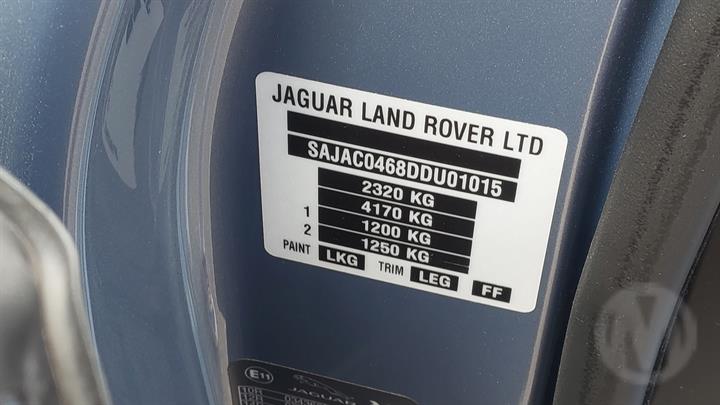 JAGUAR LAND ROVER LTD
SAJAC0468DDU01015
2320 KG
4170 KG
1 1200 KG
2 1250 KG
PAINT LKG TRIM LEG FF
E11
JAGUAR